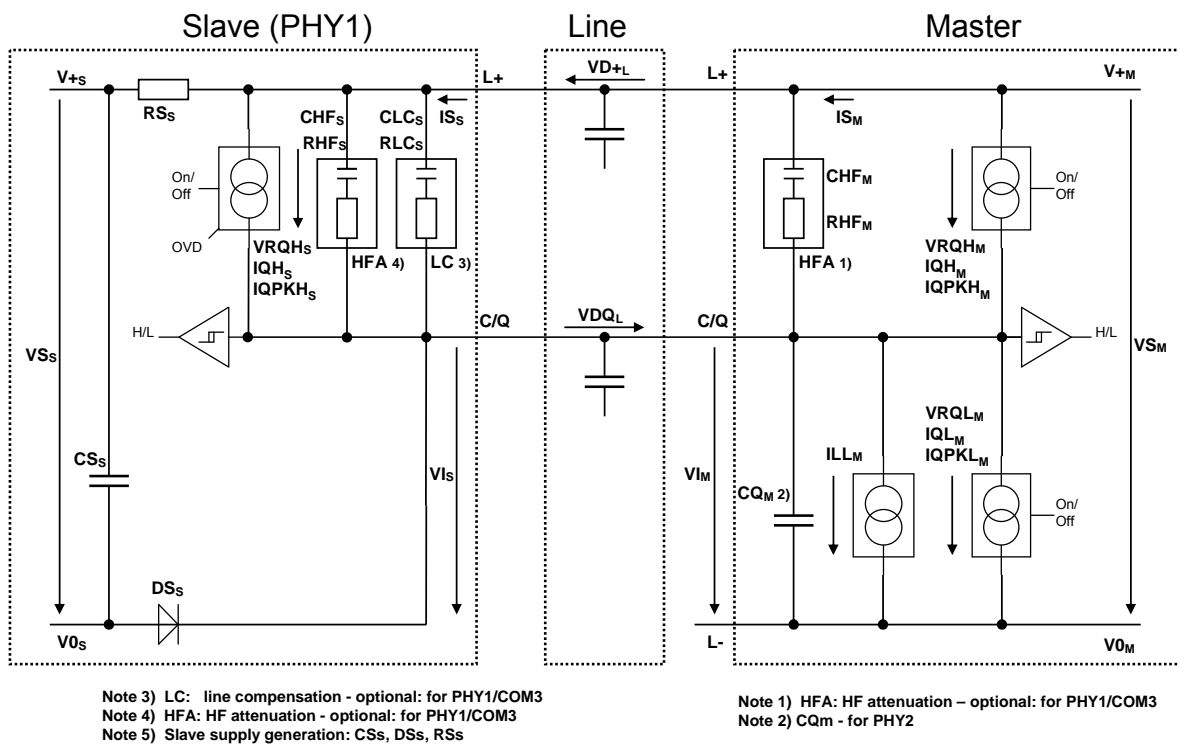 Slave (PHY1)
Line
Master
V+S
RSS
L+
ISS
VD+L
L+
ISM
V+M
CHFS
RHFS
CLCS
RLCS
On/
Off
OVD
VRQHS
IQHS
IQPKHS
HFA 4)
LC 3)
CHFM
RHFM
HFA 1)
VRQHM
IQHM
IQPKHM
On/
Off
H/L
C/Q
VDQL
C/Q
H/L
VSS
VSM
CSS
VIS
VIM
CQM 2)
ILLM
VRQLM
IQLM
IQPKLM
On/
Off
DSS
V0S
L-
V0M
Note 3) LC: line compensation - optional: for PHY1/COM3
Note 4) HFA: HF attenuation - optional: for PHY1/COM3
Note 5) Slave supply generation: CSs, DSs, RSs
Note 1) HFA: HF attenuation – optional: for PHY1/COM3
Note 2) CQm - for PHY2